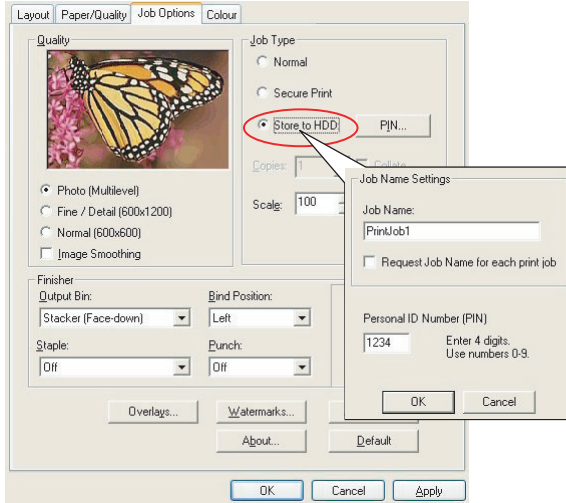 Layout Paper/Quality Job Options Colour
Quality
Photo (Multilevel)
Fine / Detail (600x1200)
Normal (600x600)
Image Smoothing
Job Type
Normal
Secure Print
Store to HDD PIN...
Copies: 1 Collate
Scale: 100
Finisher
Output Bin: Bind Position:
Stacker (Face-down) Left
Staple: Punch:
Off Off
Overlays... Watermarks...
About... Default
OK Cancel Apply
Job Name Settings
Job Name:
PrintJob1
Request Job Name for each print job
Personal ID Number (PIN)
1234 Enter 4 digits.
Use numbers 0-9.
OK Cancel